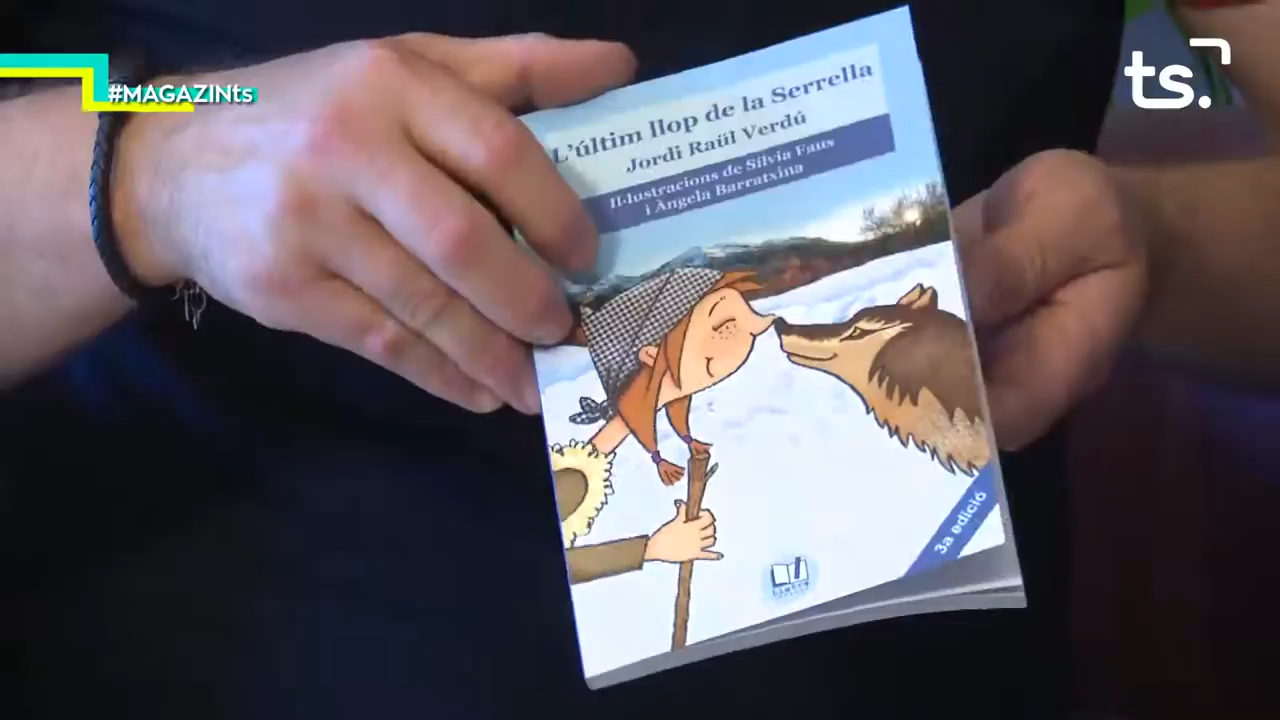 #MAGAZINts
ts.
L'últim llop de la Serrella
Jordi Raül Verdú
Il·lustracions de Sílvia Faus
i Àngela Barratxina
3a edició